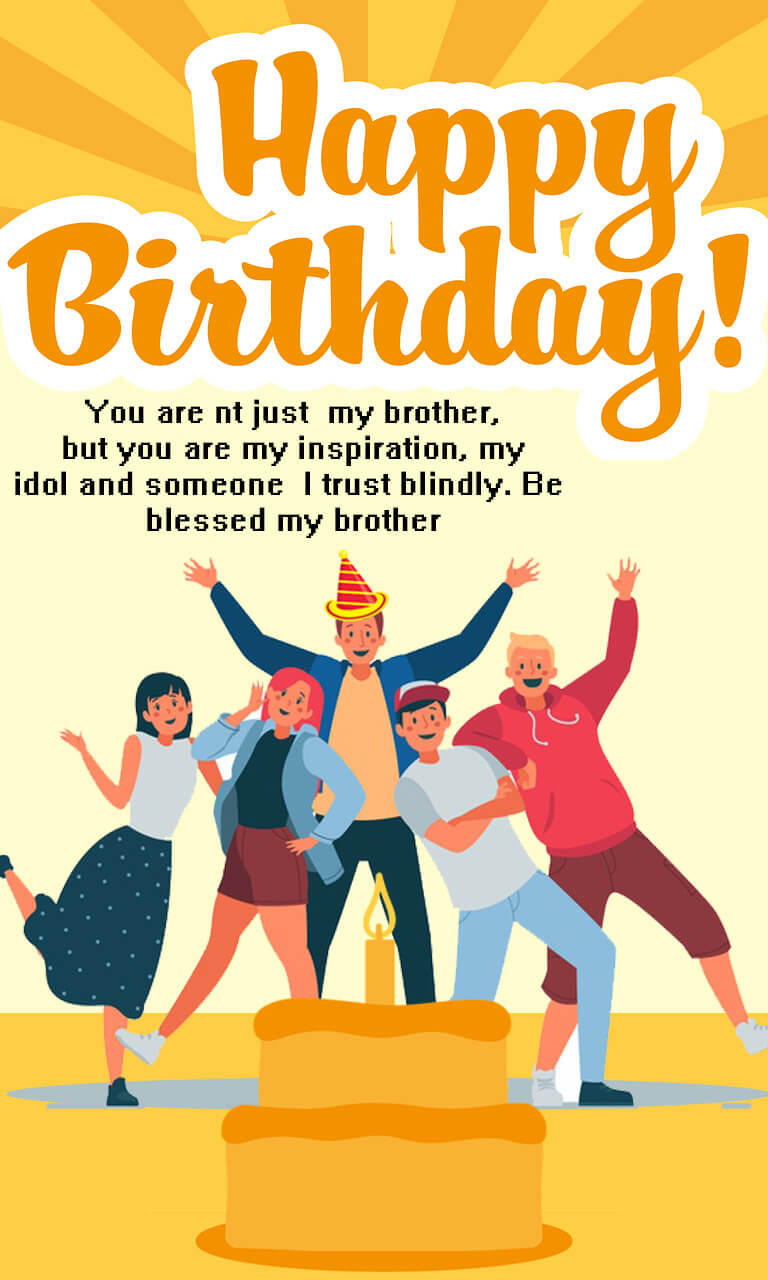 Happy
Birthday!
You are nt just  my brother,
but you are my inspiration, my
idol and someone  I trust blindly. Be
blessed my brother